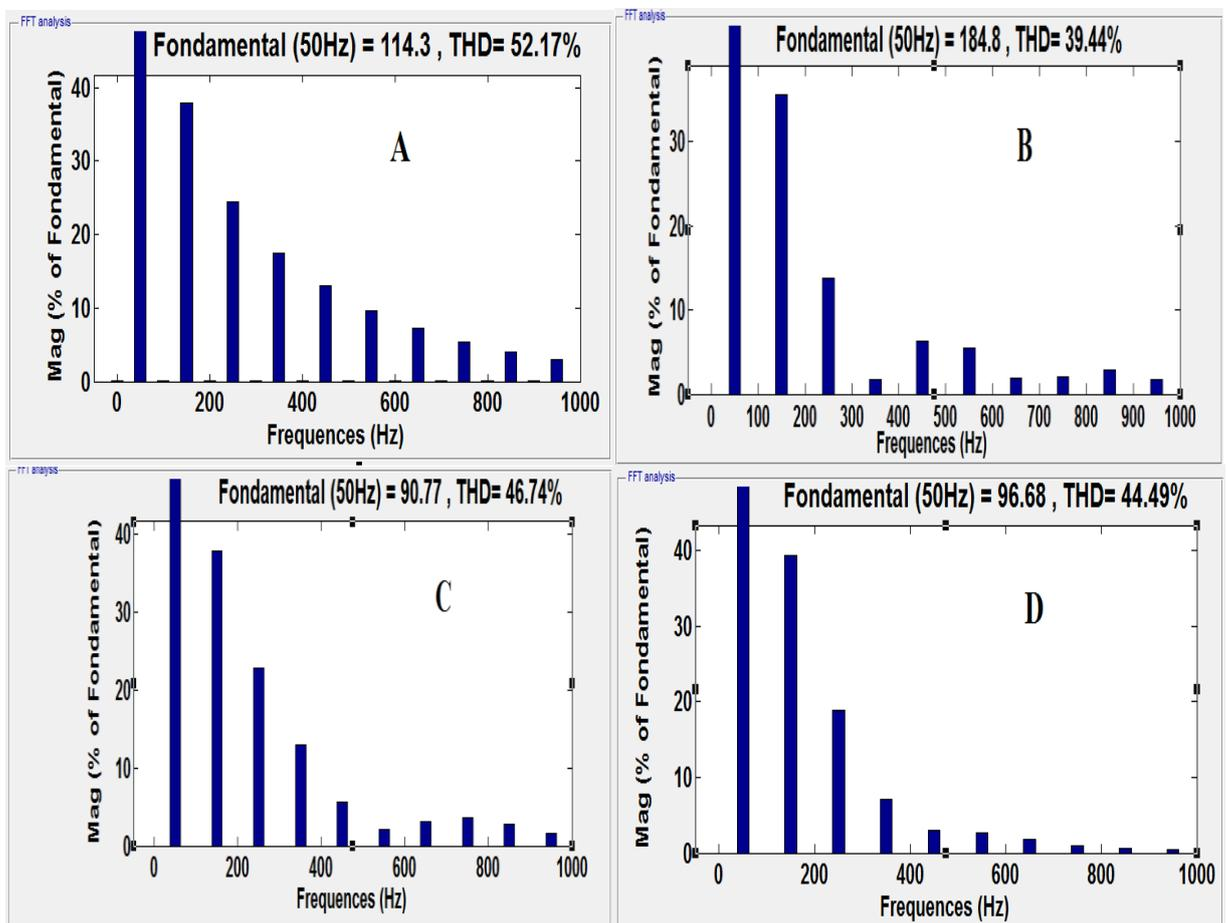 FFT analysis
Fondamental (50Hz) = 114.3 , THD= 52.17%
Mag (% of Fondamental)
40
30
20
10
0
A
0 200 400 600 800 1000
Frequences (Hz)
FFT analysis
Fondamental (50Hz) = 184.8 , THD= 39.44%
Mag (% of Fondamental)
30
20
10
0
B
0 100 200 300 400 500 600 700 800 900 1000
Frequences (Hz)
FFT analysis
Fondamental (50Hz) = 90.77 , THD= 46.74%
Mag (% of Fondamental)
40
30
20
10
0
C
0 200 400 600 800 1000
Frequences (Hz)
FFT analysis
Fondamental (50Hz) = 96.68 , THD= 44.49%
Mag (% of Fondamental)
40
30
20
10
0
D
0 200 400 600 800 1000
Frequences (Hz)